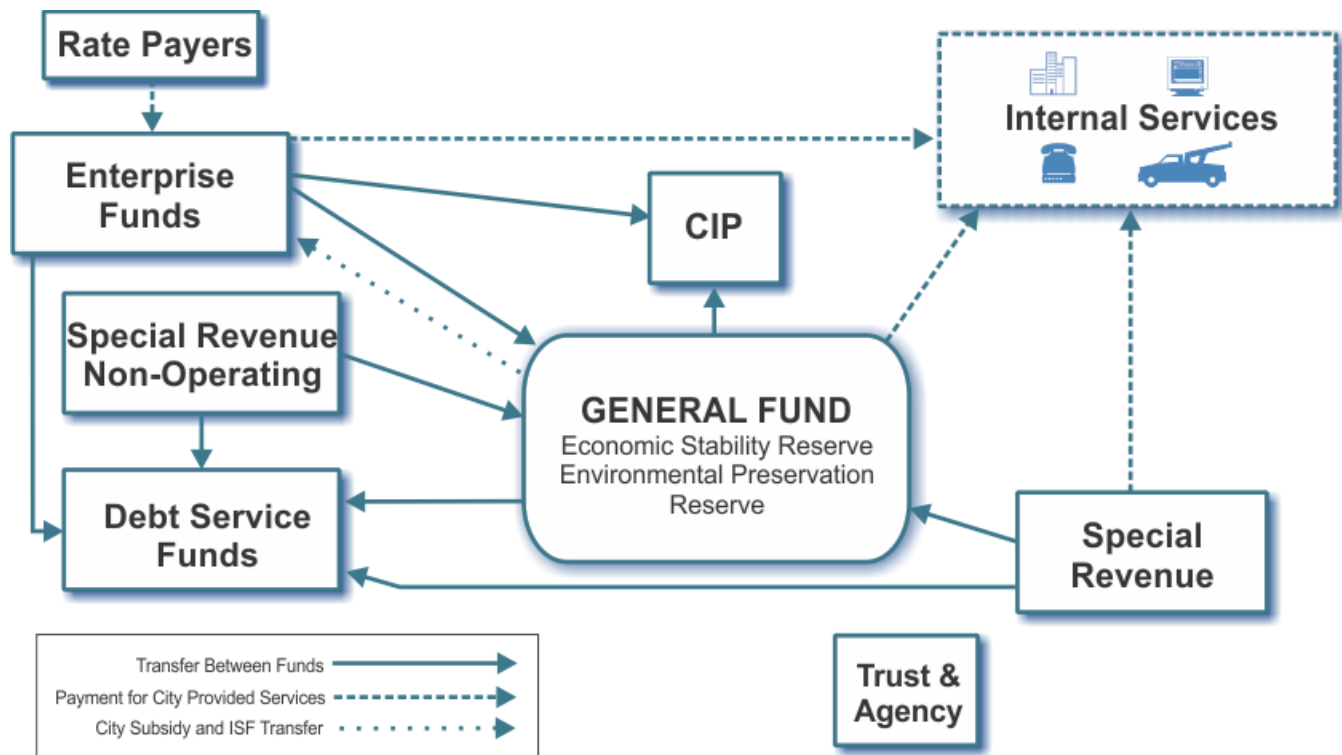 Rate Payers
Internal Services
Enterprise
Funds
CIP
Special Revenue
Non-Operating
GENERAL FUND
Economic Stability Reserve
Environmental Preservation
Reserve
Debt Service
Funds
Special
Revenue
Transfer Between Funds
Payment for City Provided Services
City Subsidy and ISF Transfer
Trust &
Agency